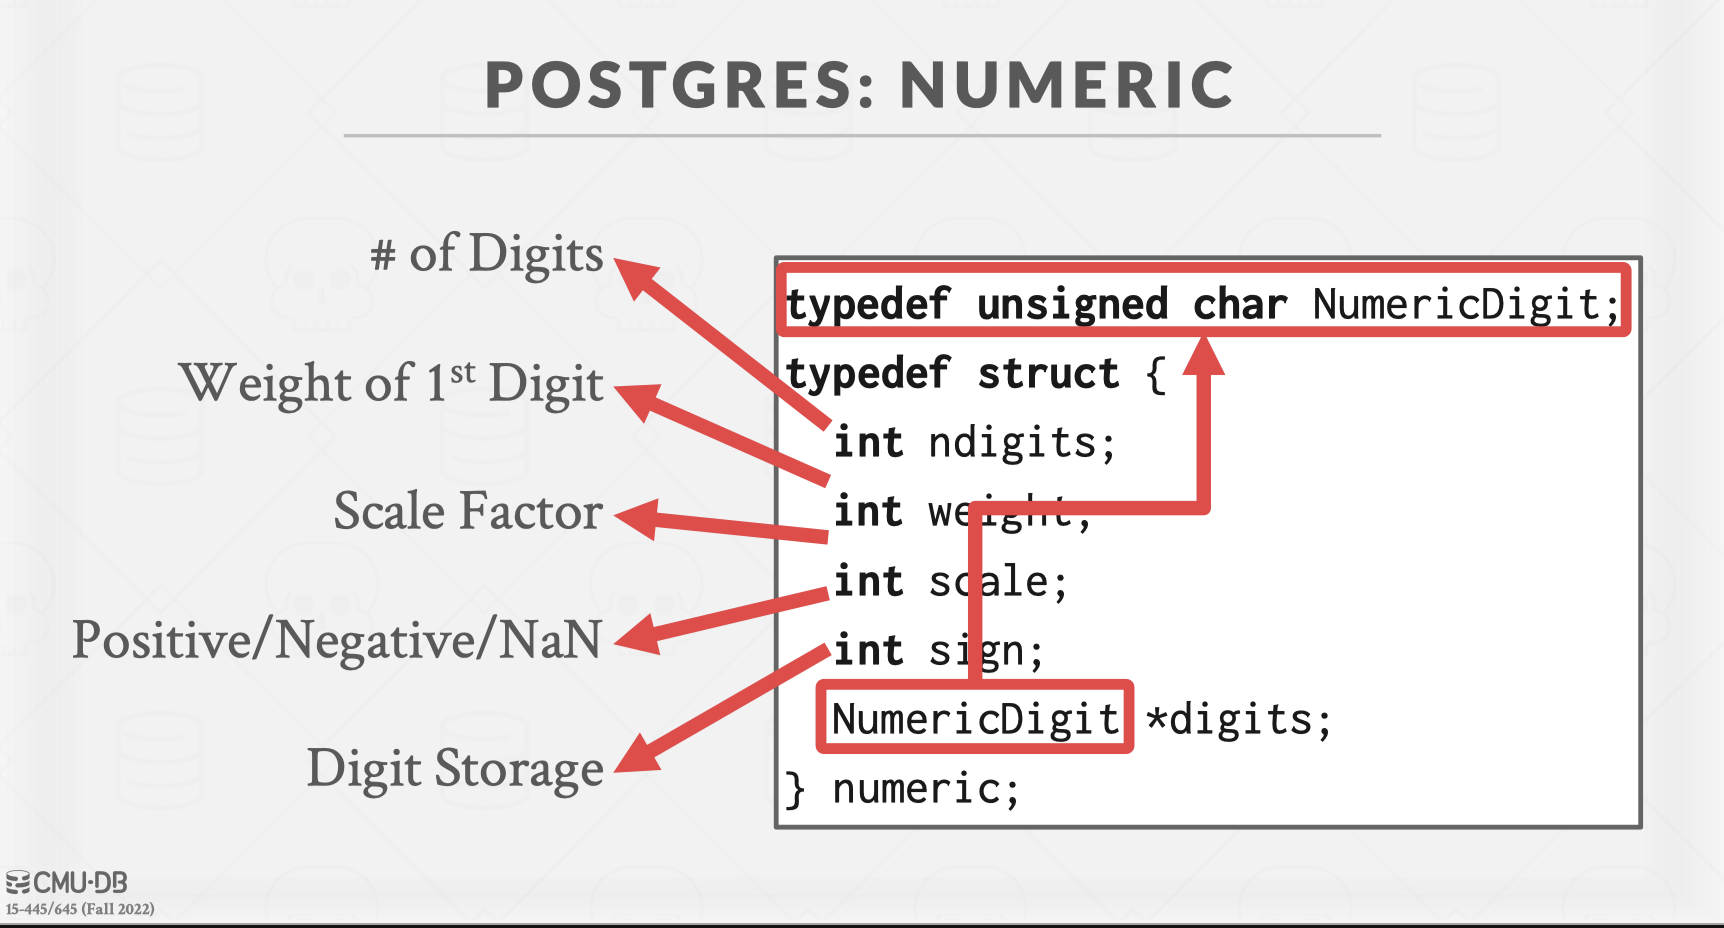 POSTGRES: NUMERIC
# of Digits
Weight of 1st Digit
Scale Factor
Positive/Negative/NaN
Digit Storage
typedef unsigned char NumericDigit;
typedef struct {
int ndigits;
int weight;
int scale;
int sign;
NumericDigit *digits;
} numeric;
CMU·DB
15-445/645 (Fall 2022)